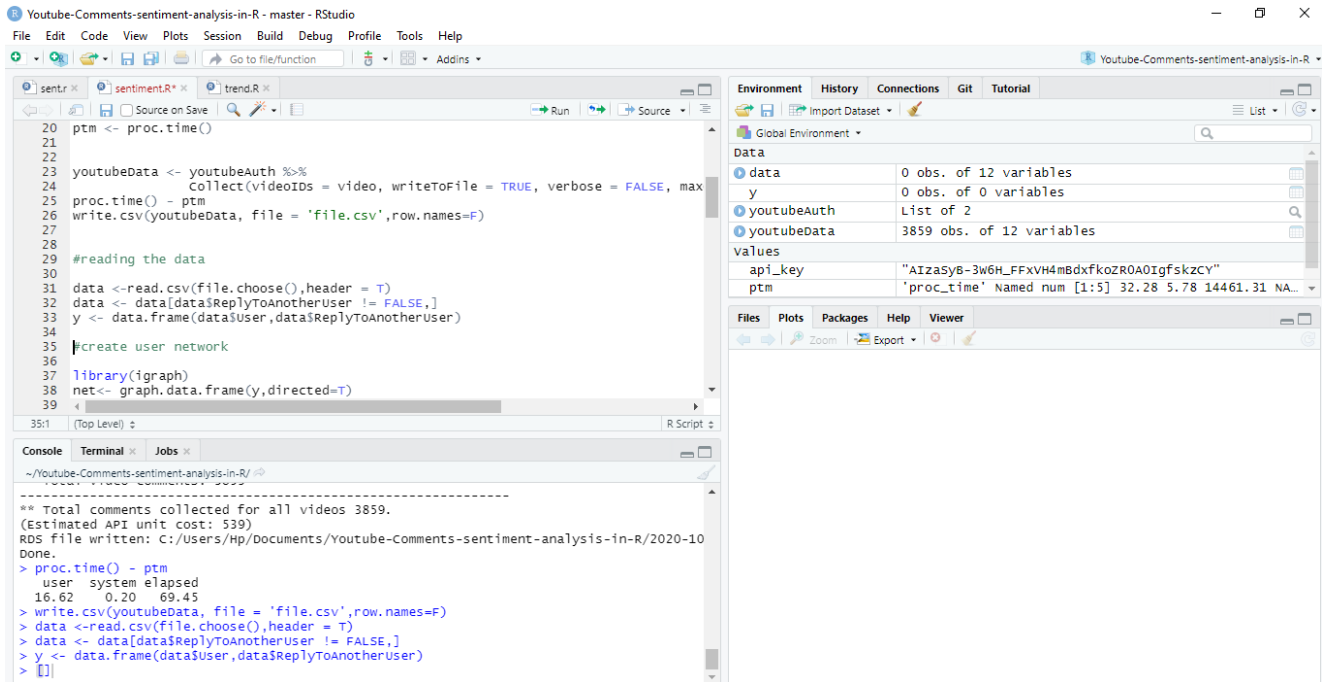 Youtube-Comments-sentiment-analysis-in-R - master - RStudio
File Edit Code View Plots Session Build Debug Profile Tools Help
Go to file/function Addins Youtube-Comments-sentiment-analysis-in-R
sent.r sentiment.R* trend.R
Source on Save Run Source
20 ptm <- proc.time()
21
22
23 youtubeData <- youtubeAuth %>%
24 Collect(videoIDs = video, writeToFile = TRUE, verbose = FALSE, max
25 proc.time() - ptm
26 write.csv(youtubeData, file = 'file.csv',row.names=F)
27
28
29 #reading the data
30
31 data <-read.csv(file.choose(),header = T)
32 data <- data[data$ReplyToAnotherUser != FALSE,]
33 y <- data.frame(data$User,data$ReplyToAnotherUser)
34
35 #create user network
36
37 library(igraph)
38 net<- graph.data.frame(y,directed=T)
39
35:1 (Top Level) R Script
Console Terminal Jobs
~/Youtube-Comments-sentiment-analysis-in-R/
----------------------------------------------------------------
** Total comments collected for all videos 3859.
(Estimated API unit cost: 539)
RDS file written: C:/Users/Hp/Documents/Youtube-Comments-sentiment-analysis-in-R/2020-10
Done.
> proc.time() - ptm
user system elapsed
16.62 0.20 69.45
> write.csv(youtubeData, file = 'file.csv',row.names=F)
> data <-read.csv(file.choose(),header = T)
> data <- data[data$ReplyToAnotherUser != FALSE,]
> y <- data.frame(data$User,data$ReplyToAnotherUser)
> []
Environment History Connections Git Tutorial
Import Dataset List
Global Environment
Data
data 0 obs. of 12 variables
y 0 obs. of 0 variables
youtubeAuth List of 2
youtubeData 3859 obs. of 12 variables
Values
api_key
ptm 'proc_time' Named num [1:5] 32.28 5.78 14461.31 NA...
Files Plots Packages Help Viewer
Zoom Export